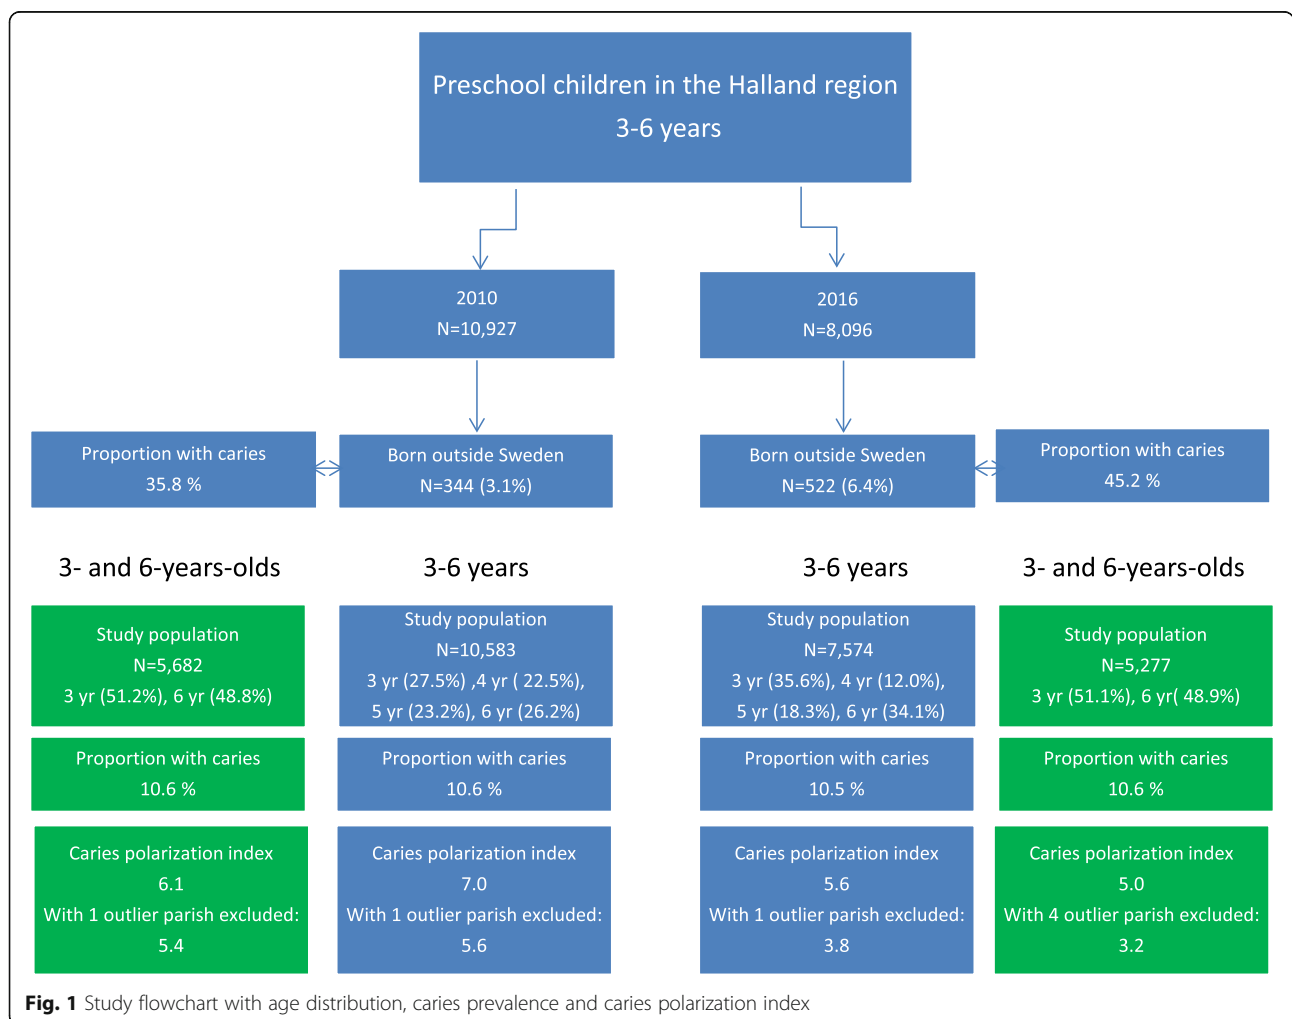 Preschool children in the Halland region
3-6 years
2010
N=10,927
2016
N=8,096
Proportion with caries
35.8 %
Born outside Sweden
N=344 (3.1%)
Born outside Sweden
N=522 (6.4%)
Proportion with caries
45.2 %
3- and 6-years-olds
3-6 years
3-6 years
3- and 6-years-olds
Study population
N=5,682
3 yr (51.2%), 6 yr (48.8%)
Study population
N=10,583
3 yr (27.5%) ,4 yr ( 22.5%),
5 yr (23.2%), 6 yr (26.2%)
Study population
N=7,574
3 yr (35.6%), 4 yr (12.0%),
5 yr (18.3%), 6 yr (34.1%)
Study population
N=5,277
3 yr (51.1%), 6 yr( 48.9%)
Proportion with caries
10.6 %
Proportion with caries
10.6 %
Proportion with caries
10.5 %
Proportion with caries
10.6 %
Caries polarization index
6.1
With 1 outlier parish excluded:
5.4
Caries polarization index
7.0
With 1 outlier parish excluded:
5.6
Caries polarization index
5.6
With 1 outlier parish excluded:
3.8
Caries polarization index
5.0
With 4 outlier parish excluded:
3.2
Fig. 1 Study flowchart with age distribution, caries prevalence and caries polarization index